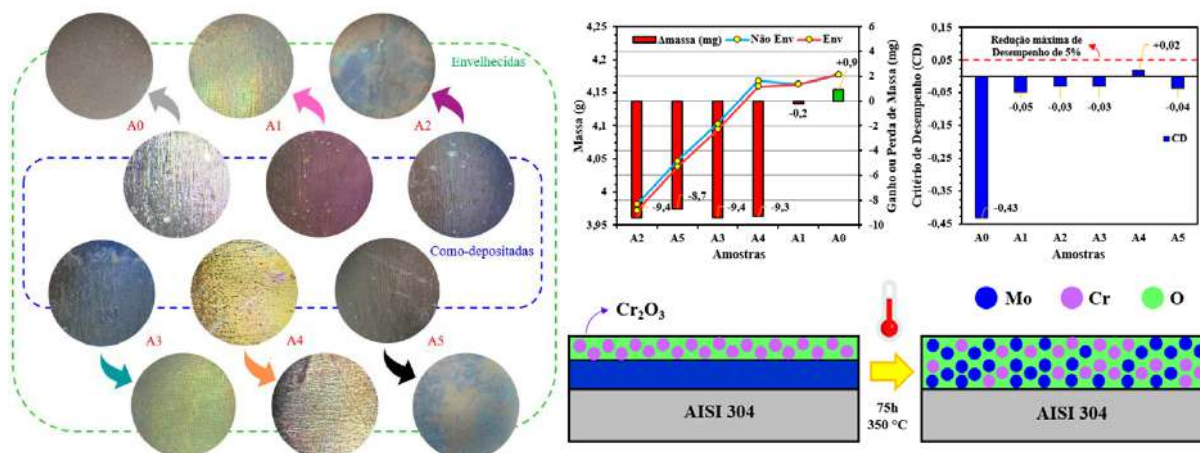 Envelhecidas
A0
A1
A2
Como-depositadas
A3
A4
A5
4,25
4,2
4,15
4,1
4,05
4
3,95
Massa (g)
Δmassa (mg)
Não Env
Env
+0,9
-0,2
-9,4
-8,7
-9,4
-9,3
6
4
2
0
-2
-4
-6
-8
-10
Ganho ou Perda de Massa (mg)
A2
A5
A3
A4
A1
A0
Amostras
0,15
0,05
-0,05
-0,15
-0,25
-0,35
-0,45
Critério de Desempenho (CD)
Redução máxima de
Desempenho de 5%
+0,02
-0,05
-0,03
-0,03
-0,04
CD
-0,43
A0
A1
A2
A3
A4
A5
Amostras
Cr₂O₃
Mo
Cr
O
AISI 304
75h
350 °C
AISI 304